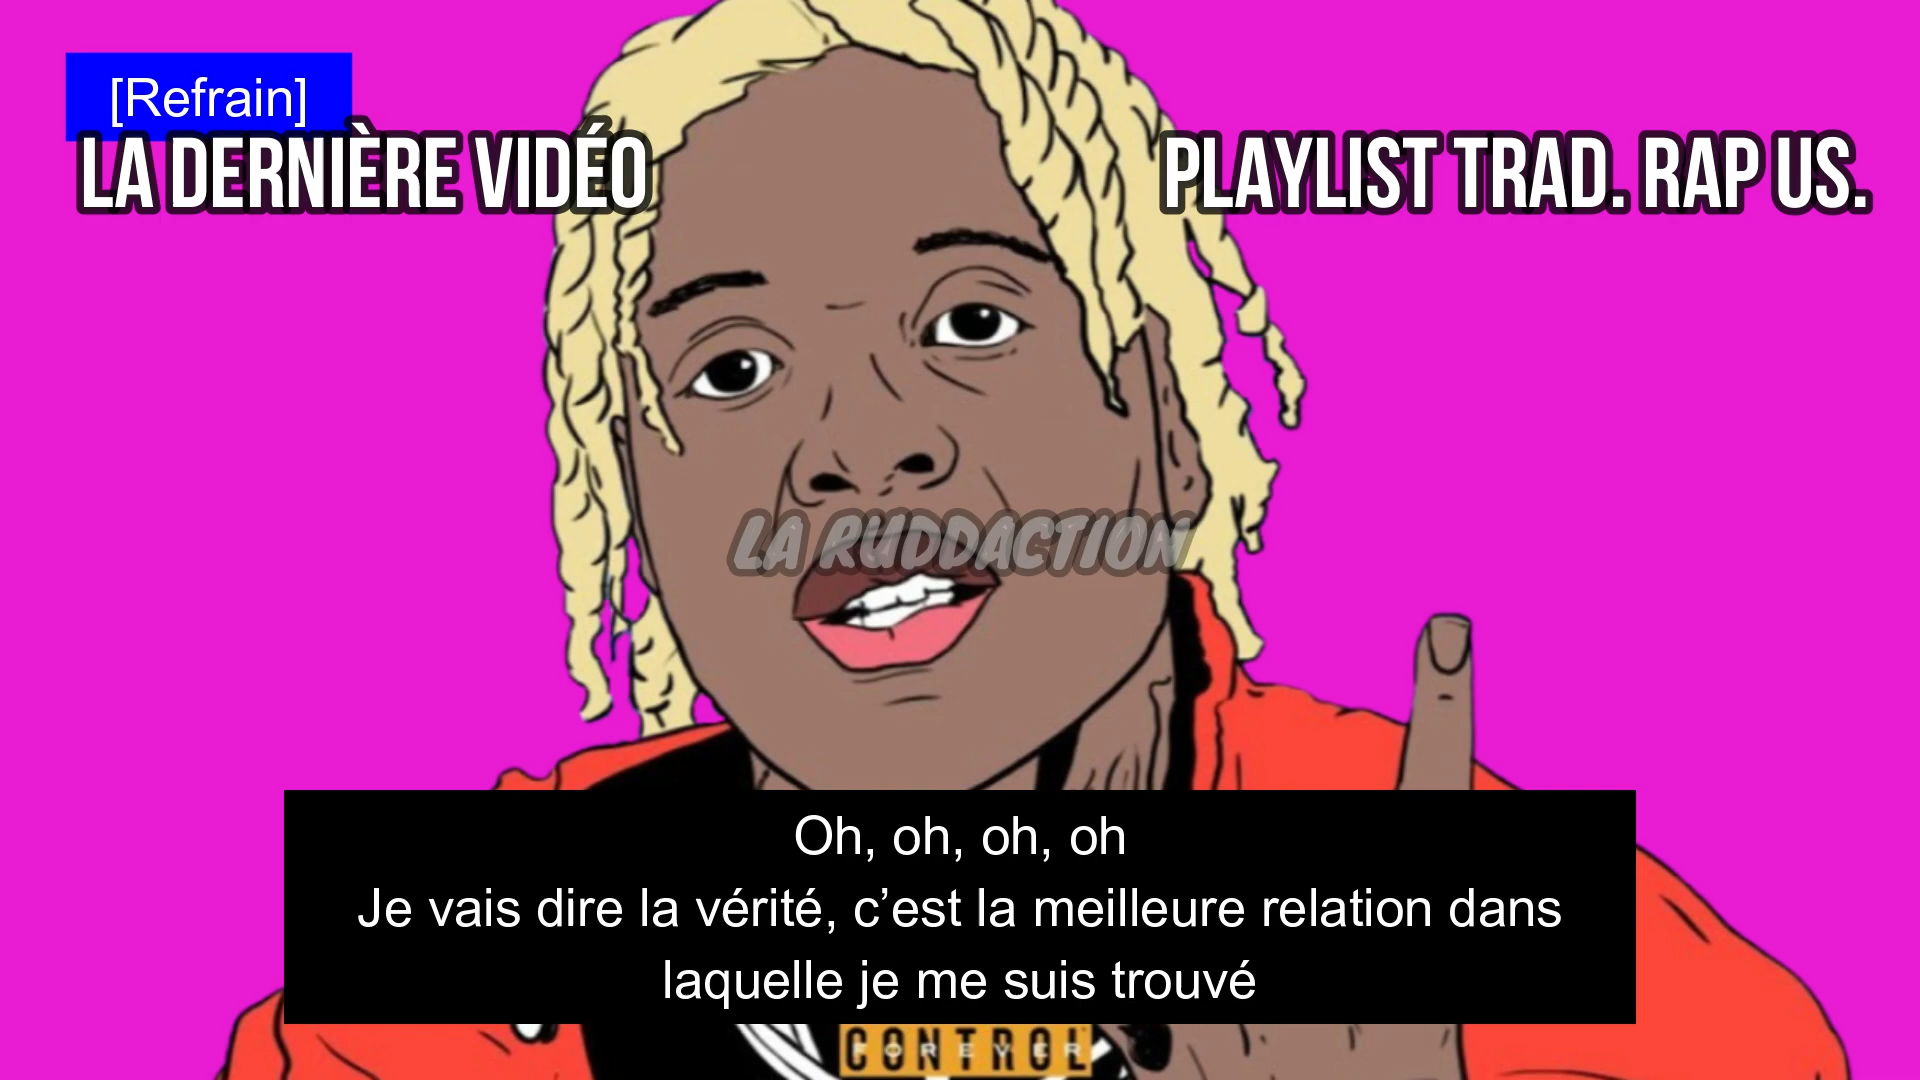 [Refrain]
LA DERNIÈRE VIDÉO
PLAYLIST TRAD. RAP US.
LA RUDDACTION
Oh, oh, oh, oh
Je vais dire la vérité, c’est la meilleure relation dans
laquelle je me suis trouvé
CONTROL
FOREVER